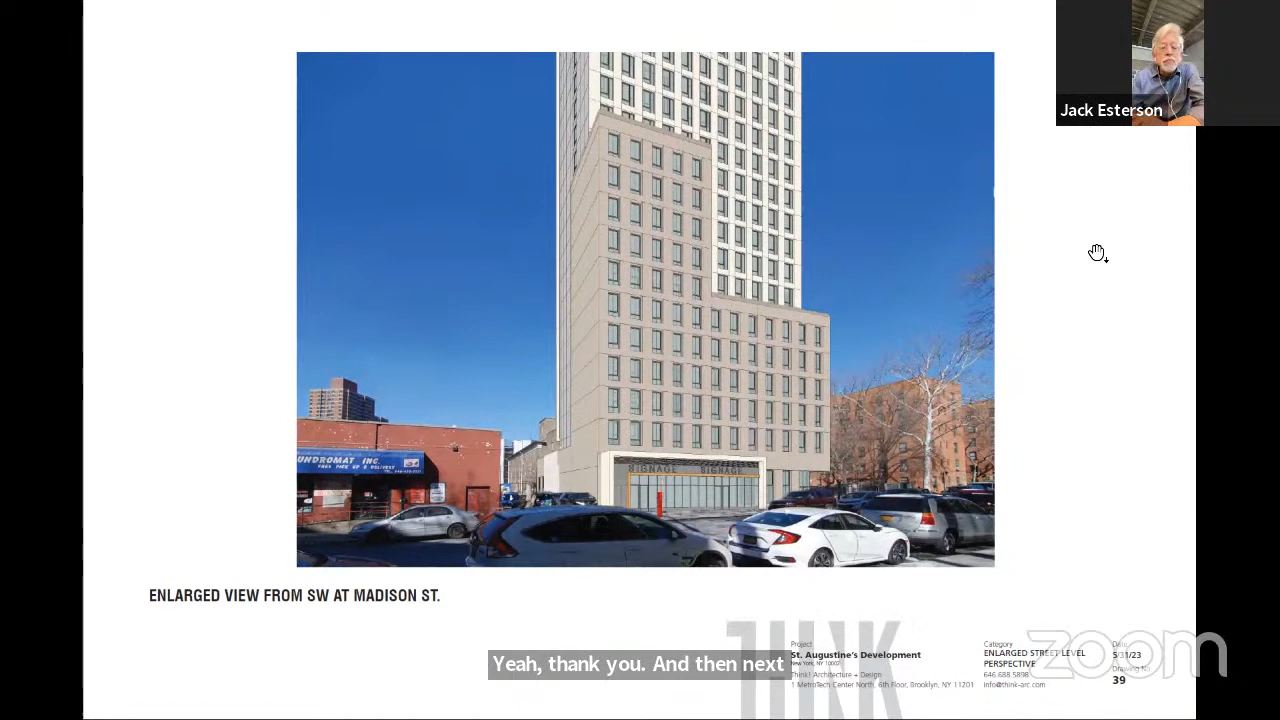 Jack Esterson
UNDROMAT INC.
SIGNAGE SIGNAGE
ENLARGED VIEW FROM SW AT MADISON ST.
THINK
Yeah, thank you. And then next
Project
St. Augustine's Development
New York, NY 10002
Think! Architecture + Design
1 MetroTech Center North, 6th Floor, Brooklyn, NY 11201
Category
ENLARGED STREET LEVEL
PERSPECTIVE
646.688.5898
info@think-arc.com
Date
5/31/23
Drawing No
39
zoom